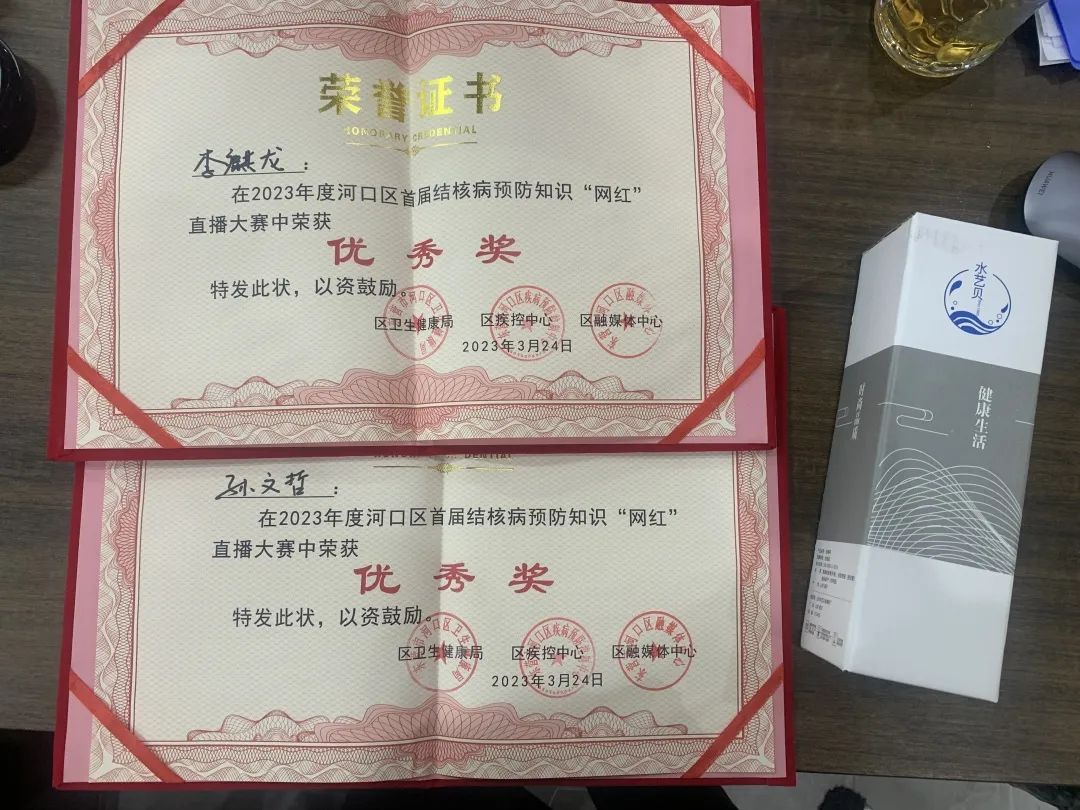 荣誉证书
HONORARY CREDENTIAL
李麒龙：
在2023年度河口区首届结核病预防知识“网红”
直播大赛中荣获
优秀奖
特发此状，以资鼓励。
区卫生健康局 区疾控中心 区融媒体中心
2023年3月24日
孙文哲：
在2023年度河口区首届结核病预防知识“网红”
直播大赛中荣获
优秀奖
特发此状，以资鼓励。
区卫生健康局 区疾控中心 区融媒体中心
2023年3月24日
水艺贝
健康生活
时尚品质
HUAWEI